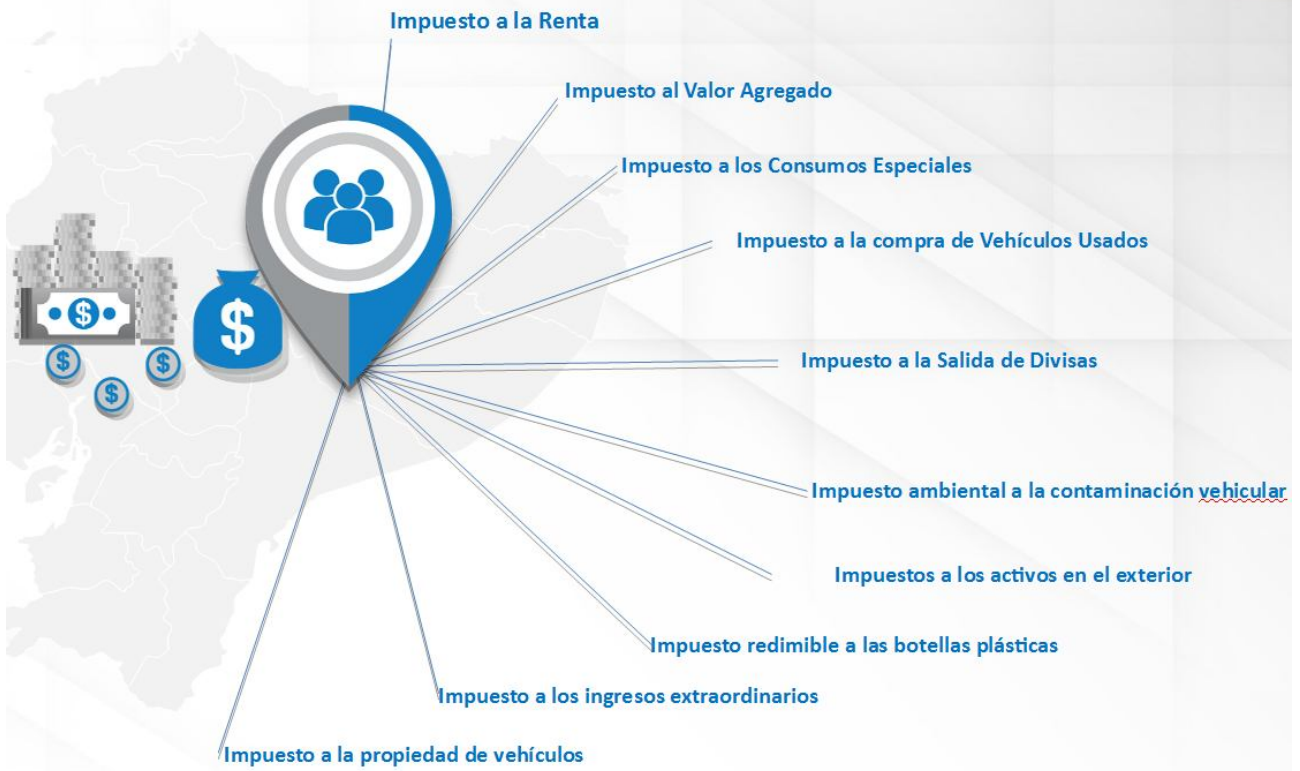 Impuesto a la Renta
Impuesto al Valor Agregado
Impuesto a los Consumos Especiales
Impuesto a la compra de Vehículos Usados
Impuesto a la Salida de Divisas
Impuesto ambiental a la contaminación vehicular
Impuestos a los activos en el exterior
Impuesto redimible a las botellas plásticas
Impuesto a los ingresos extraordinarios
Impuesto a la propiedad de vehículos
$
$
$
$
$